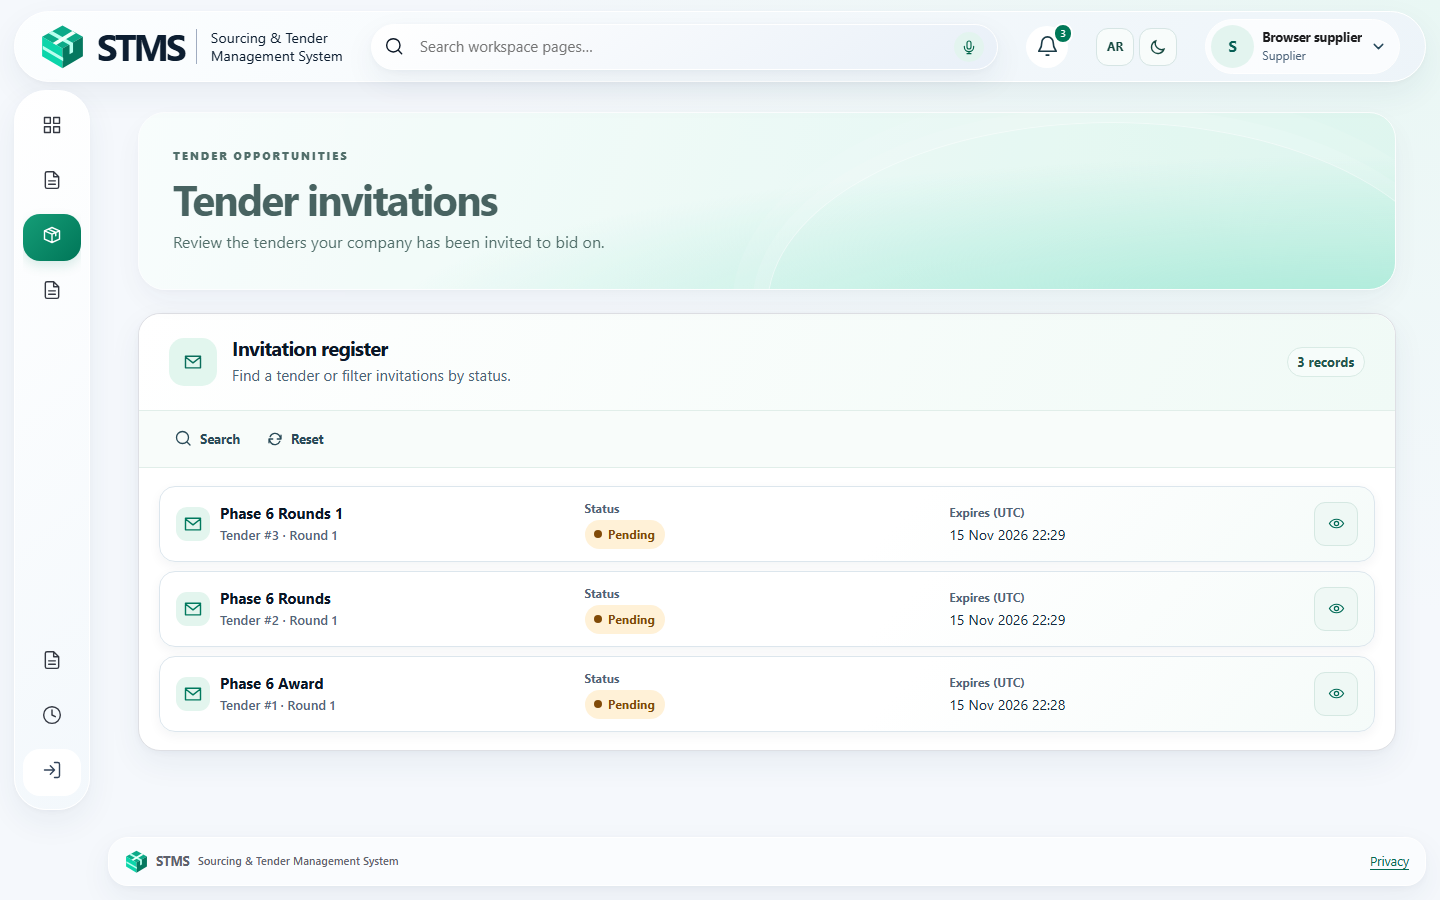 STMS
Sourcing & Tender
Management System
Search workspace pages...
3
AR
S
Browser supplier
Supplier
TENDER OPPORTUNITIES
Tender invitations
Review the tenders your company has been invited to bid on.
Invitation register
Find a tender or filter invitations by status.
3 records
Search
Reset
Phase 6 Rounds 1
Tender #3 · Round 1
Status
Pending
Expires (UTC)
15 Nov 2026 22:29
Phase 6 Rounds
Tender #2 · Round 1
Status
Pending
Expires (UTC)
15 Nov 2026 22:29
Phase 6 Award
Tender #1 · Round 1
Status
Pending
Expires (UTC)
15 Nov 2026 22:28
STMS
Sourcing & Tender Management System
Privacy